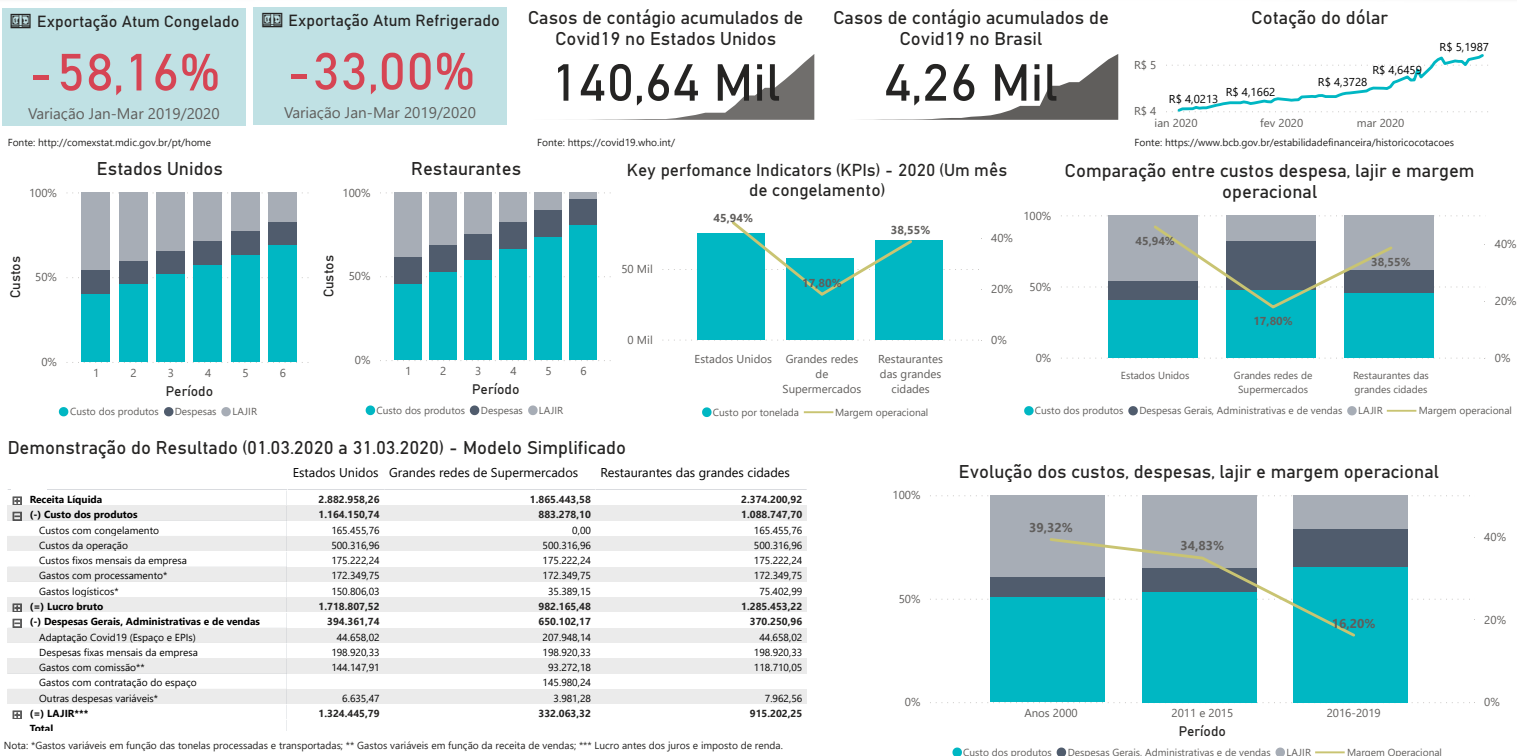 Exportação Atum Congelado
-58,16%
Variação Jan-Mar 2019/2020
Exportação Atum Refrigerado
-33,00%
Variação Jan-Mar 2019/2020
Fonte: http://comexstat.mdic.gov.br/pt/home
Casos de contágio acumulados de
Covid19 no Estados Unidos
140,64 Mil
Casos de contágio acumulados de
Covid19 no Brasil
4,26 Mil
Fonte: https://covid19.who.int/
Cotação do dólar
R$ 5,1987
R$ 5
R$ 4,6459
R$ 4,3728
R$ 4,1662
R$ 4,0213
R$ 4
jan 2020 fev 2020 mar 2020
Fonte: https://www.bcb.gov.br/estabilidadefinanceira/historicocotacoes
Estados Unidos
100%
50%
0%
Custos
1 2 3 4 5 6
Período
Custo dos produtos Despesas LAJIR
Restaurantes
100%
50%
0%
Custos
1 2 3 4 5 6
Período
Custo dos produtos Despesas LAJIR
Key perfomance Indicators (KPIs) - 2020 (Um mês
de congelamento)
45,94%
38,55%
17,80%
50 Mil
0 Mil
40%
20%
0%
Estados Unidos
Grandes redes
de
Supermercados
Restaurantes
das grandes
cidades
Custo por tonelada Margem operacional
Comparação entre custos despesa, lajir e margem
operacional
100%
50%
0%
45,94%
17,80%
38,55%
40%
20%
0%
Estados Unidos
Grandes redes de
Supermercados
Restaurantes das
grandes cidades
Custo dos produtos Despesas Gerais, Administrativas e de vendas LAJIR Margem operacional
Demonstração do Resultado (01.03.2020 a 31.03.2020) - Modelo Simplificado
Estados Unidos Grandes redes de Supermercados Restaurantes das grandes cidades
Receita Líquida 2.882.958,26 1.865.443,58 2.374.200,92
(-) Custo dos produtos 1.164.150,74 883.278,10 1.088.747,70
Custos com congelamento 165.455,76 0,00 165.455,76
Custos da operação 500.316,96 500.316,96 500.316,96
Custos fixos mensais da empresa 175.222,24 175.222,24 175.222,24
Gastos com processamento* 172.349,75 172.349,75 172.349,75
Gastos logísticos* 150.806,03 35.389,15 75.402,99
(=) Lucro bruto 1.718.807,52 982.165,48 1.285.453,22
(-) Despesas Gerais, Administrativas e de vendas 394.361,74 650.102,17 370.250,96
Adaptação Covid19 (Espaço e EPIs) 44.658,02 207.948,14 44.658,02
Despesas fixas mensais da empresa 198.920,33 198.920,33 198.920,33
Gastos com comissão** 144.147,91 93.272,18 118.710,05
Gastos com contratação do espaço 145.980,24
Outras despesas variáveis* 6.635,47 3.981,28 7.962,56
(=) LAJIR*** 1.324.445,79 332.063,32 915.202,25
Total
Nota: *Gastos variáveis em função das tonelas processadas e transportadas; ** Gastos variáveis em função da receita de vendas; *** Lucro antes dos juros e imposto de renda.
Evolução dos custos, despesas, lajir e margem operacional
100%
50%
0%
39,32%
34,83%
16,20%
40%
20%
0%
Anos 2000 2011 e 2015 2016-2019
Período
Custo dos produtos Despesas Gerais, Administrativas e de vendas LAJIR Margem Operacional